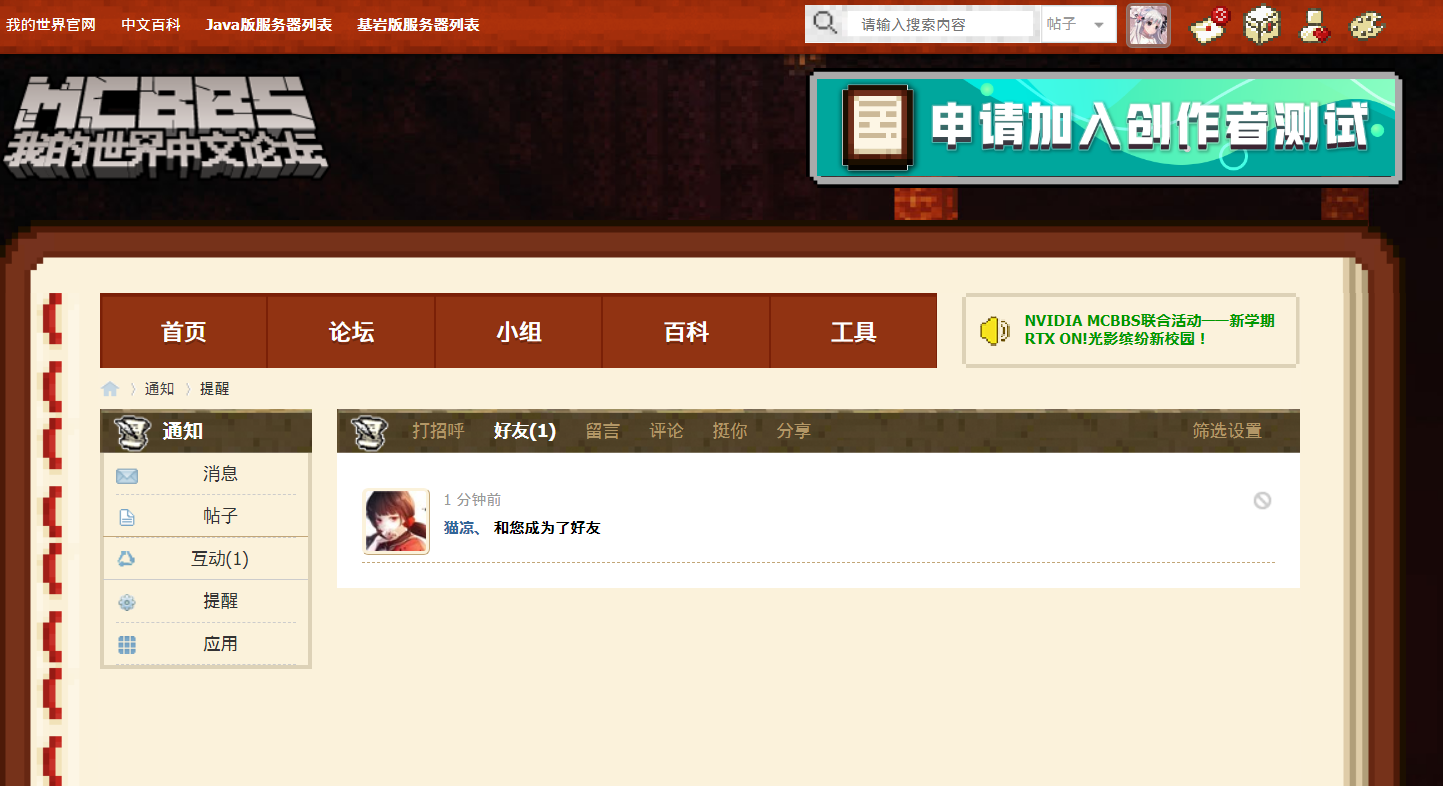 我的世界官网 中文百科 Java版服务器列表 基岩版服务器列表
请输入搜索内容 帖子
3
MCBBS
我的世界中文论坛
申请加入创作者测试
首页 论坛 小组 百科 工具
NVIDIA MCBBS联合活动——新学期
RTX ON!光影缤纷新校园！
通知 提醒
通知
消息
帖子
互动(1)
提醒
应用
打招呼 好友(1) 留言 评论 挺你 分享 筛选设置
1 分钟前
猫凉、 和您成为了好友